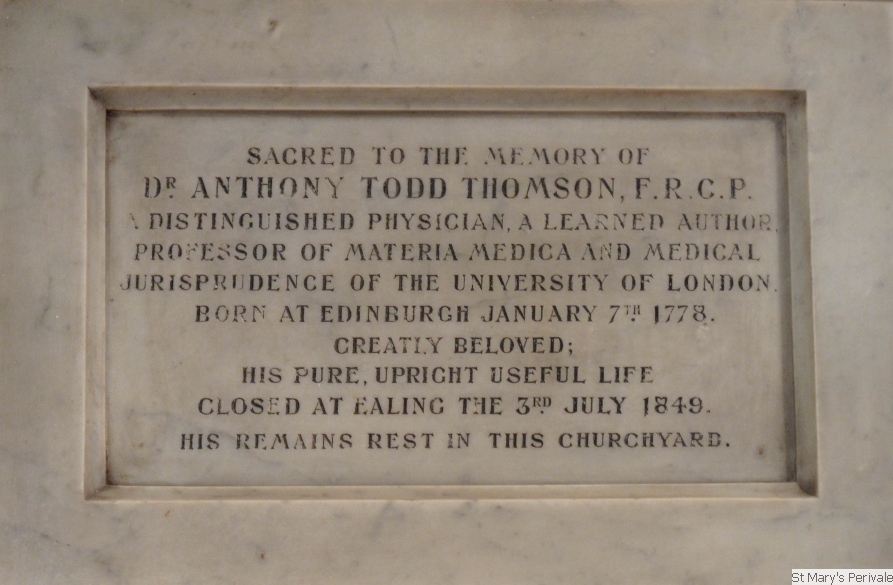 SACRED TO THE MEMORY OF
DR ANTHONY TODD THOMSON, F.R.C.P.
A DISTINGUISHED PHYSICIAN, A LEARNED AUTHOR,
PROFESSOR OF MATERIA MEDICA AND MEDICAL
JURISPRUDENCE OF THE UNIVERSITY OF LONDON.
BORN AT EDINBURGH JANUARY 7TH 1778.
GREATLY BELOVED;
HIS PURE, UPRIGHT USEFUL LIFE
CLOSED AT EALING THE 3RD JULY 1849.
HIS REMAINS REST IN THIS CHURCHYARD.
St Mary's Perivale